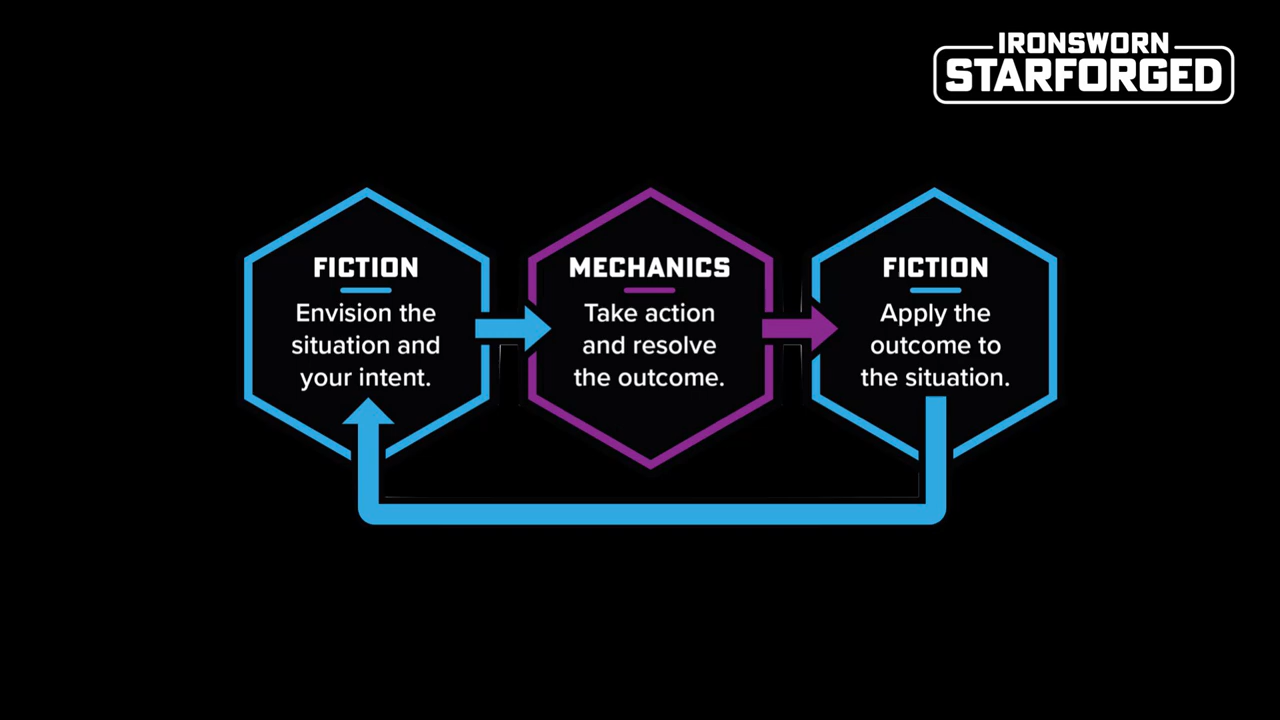 IRONSWORN
STARFORGED
FICTION
Envision the
situation and
your intent.
MECHANICS
Take action
and resolve
the outcome.
FICTION
Apply the
outcome to
the situation.